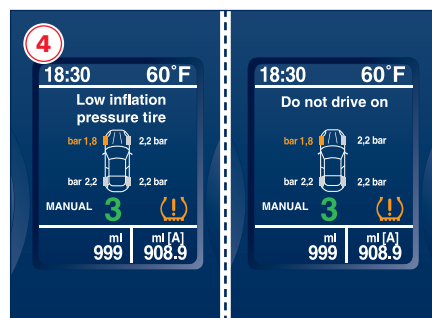 4
18:30 60°F
Low inflation
pressure tire
bar 1,8 2,2 bar
bar 2,2 2,2 bar
MANUAL 3 (!)
ml ml [A]
999 908.9
18:30 60°F
Do not drive on
bar 1,8 2,2 bar
bar 2,2 2,2 bar
MANUAL 3 (!)
ml ml [A]
999 908.9